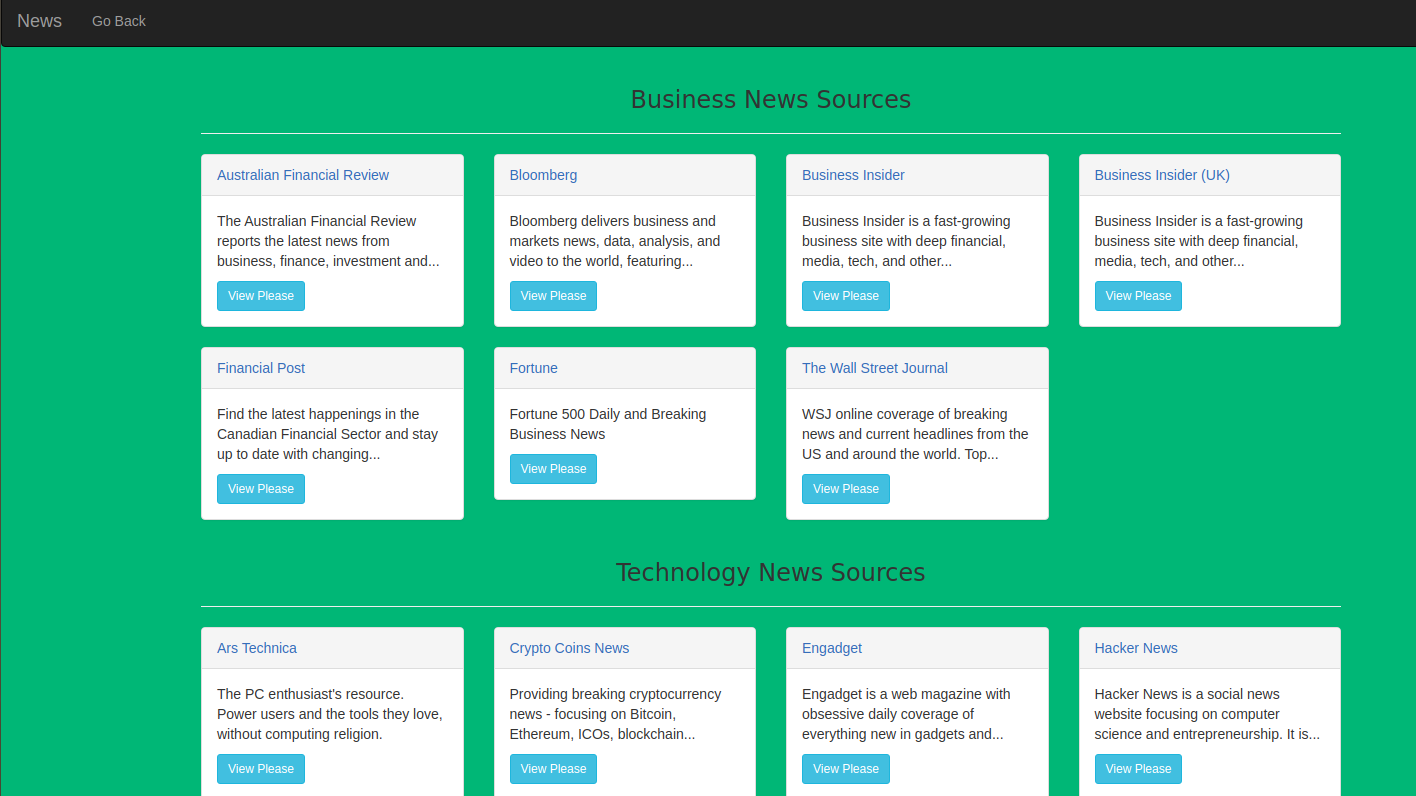 News
Go Back
Business News Sources
Australian Financial Review
The Australian Financial Review
reports the latest news from
business, finance, investment and...
View Please
Bloomberg
Bloomberg delivers business and
markets news, data, analysis, and
video to the world, featuring...
View Please
Business Insider
Business Insider is a fast-growing
business site with deep financial,
media, tech, and other...
View Please
Business Insider (UK)
Business Insider is a fast-growing
business site with deep financial,
media, tech, and other...
View Please
Financial Post
Find the latest happenings in the
Canadian Financial Sector and stay
up to date with changing...
View Please
Fortune
Fortune 500 Daily and Breaking
Business News
View Please
The Wall Street Journal
WSJ online coverage of breaking
news and current headlines from the
US and around the world. Top...
View Please
Technology News Sources
Ars Technica
The PC enthusiast's resource.
Power users and the tools they love,
without computing religion.
View Please
Crypto Coins News
Providing breaking cryptocurrency
news - focusing on Bitcoin,
Ethereum, ICOs, blockchain...
View Please
Engadget
Engadget is a web magazine with
obsessive daily coverage of
everything new in gadgets and...
View Please
Hacker News
Hacker News is a social news
website focusing on computer
science and entrepreneurship. It is...
View Please